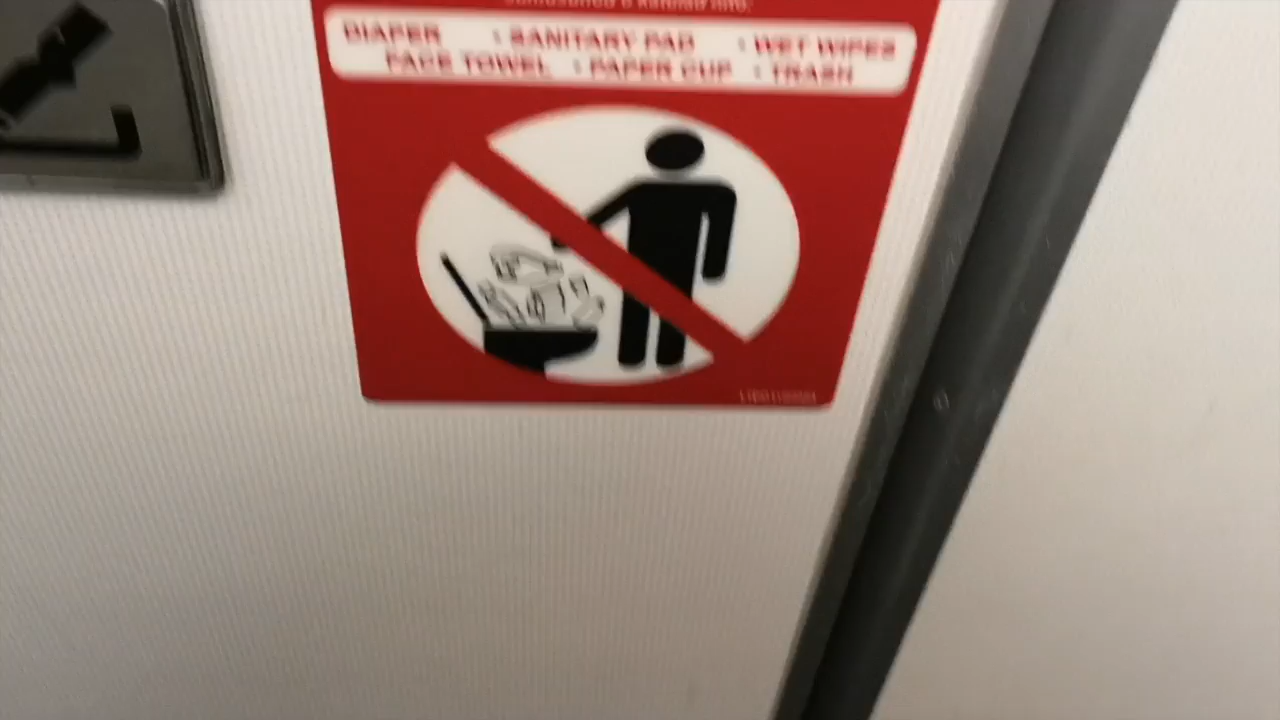 DIAPER · SANITARY PAD · WET WIPES
FACE TOWEL · PAPER CUP · TRASH